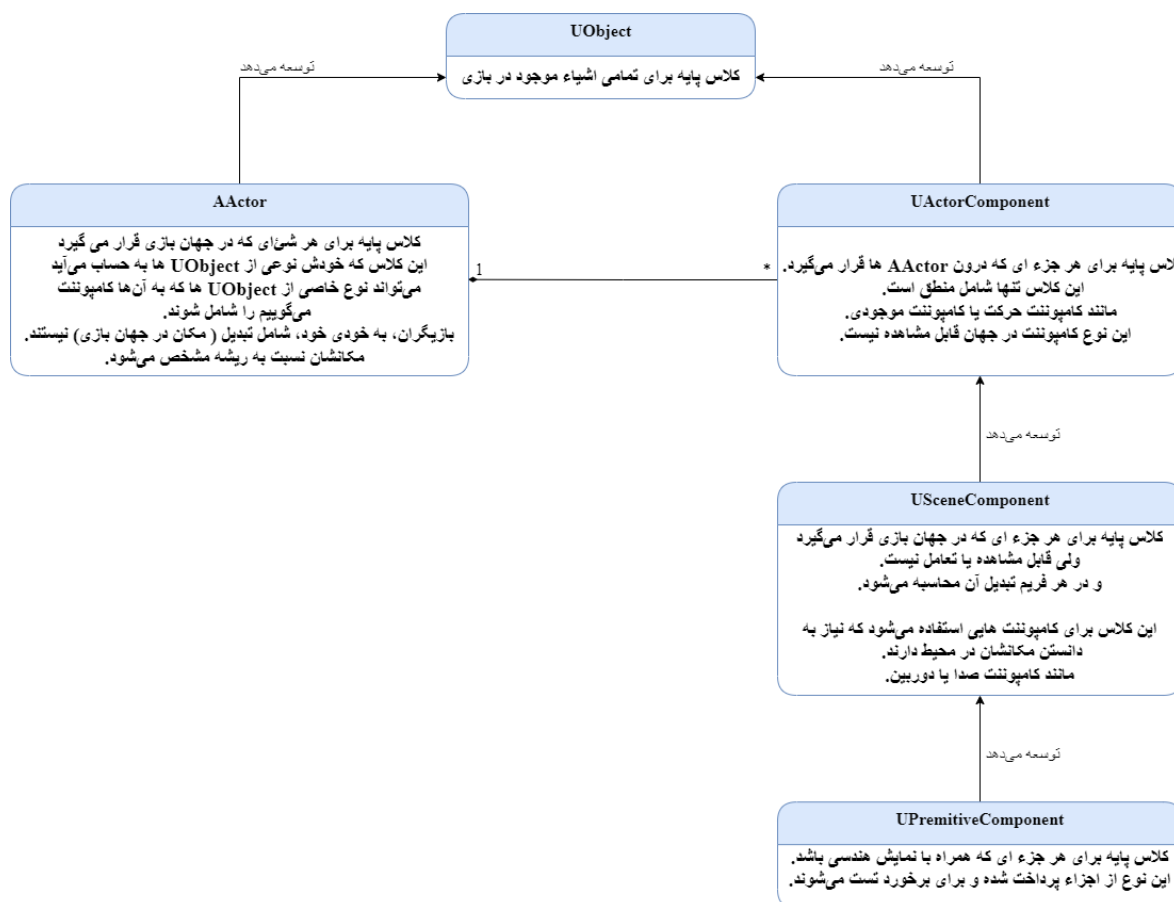 UObject
کلاس پایه برای تمامی اشیاء موجود در بازی
توسعه می‌دهد
توسعه می‌دهد
AActor
کلاس پایه برای هر شئ‌ای که در جهان بازی قرار می گیرد
این کلاس که خودش نوعی از UObject ها به حساب می‌آید
می‌تواند نوع خاصی از UObject ها که به آن‌ها کامپوننت
می‌گوییم را شامل شوند.
بازیگران، به خودی خود، شامل تبدیل ( مکان در جهان بازی) نیستند.
مکانشان نسبت به ریشه مشخص می‌شود.
1
*
UActorComponent
لاس پایه برای هر جزء ای که درون AActor ها قرار می‌گیرد.
این کلاس تنها شامل منطق است.
مانند کامپوننت حرکت یا کامپوننت موجودی.
این نوع کامپوننت در جهان قابل مشاهده نیست.
توسعه می‌دهد
USceneComponent
کلاس پایه برای هر جزء ای که در جهان بازی قرار می‌گیرد
ولی قابل مشاهده یا تعامل نیست.
و در هر فریم تبدیل آن محاسبه می‌شود.
این کلاس برای کامپوننت هایی استفاده می‌شود که نیاز به
دانستن مکانشان در محیط دارند.
مانند کامپوننت صدا یا دوربین.
توسعه می‌دهد
UPremitiveComponent
کلاس پایه برای هر جزء ای که همراه با نمایش هندسی باشد.
این نوع از اجزاء پرداخت شده و برای برخورد تست می‌شوند.